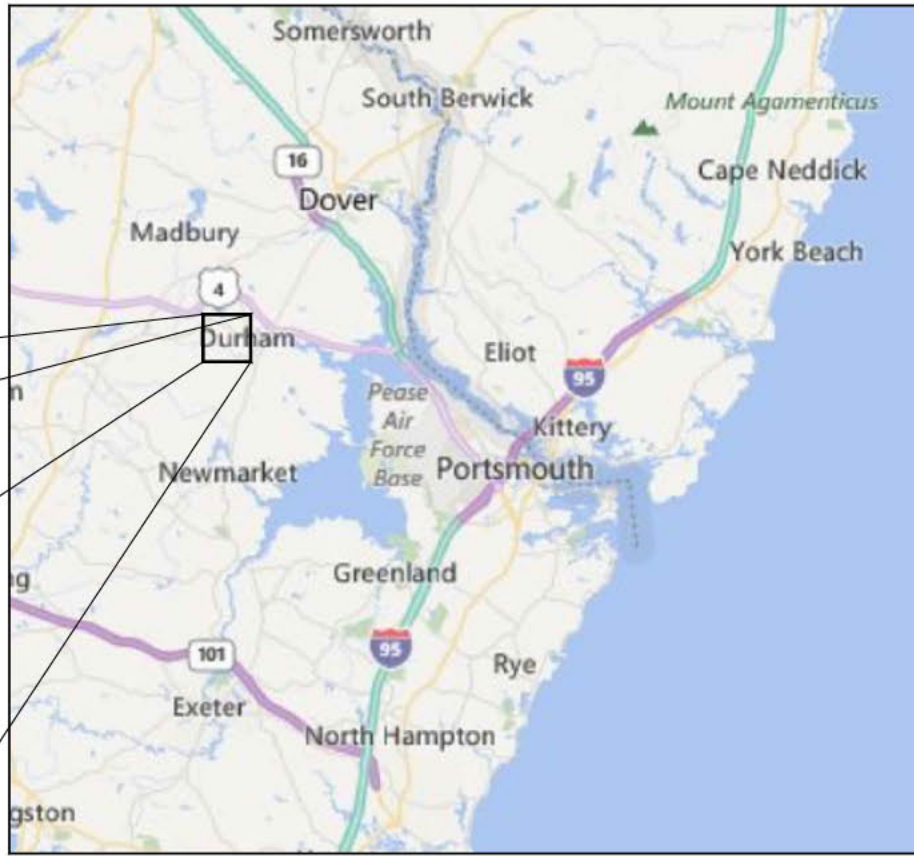 Somersworth
South Berwick
Mount Agamenticus
16
Cape Neddick
Dover
Madbury
York Beach
4
Durham
Eliot
95
Pease
Air
Force
Base
Kittery
Portsmouth
Newmarket
Greenland
95
101
Rye
Exeter
North Hampton
gston